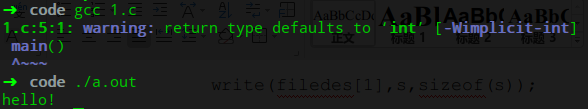 ➜ code gcc 1.c
1.c:5:1: warning: return type defaults to ‘int’ [-Wimplicit-int]
main()
^~~~
➜ code ./a.out
write(filedes[1],s,sizeof(s));
hello!